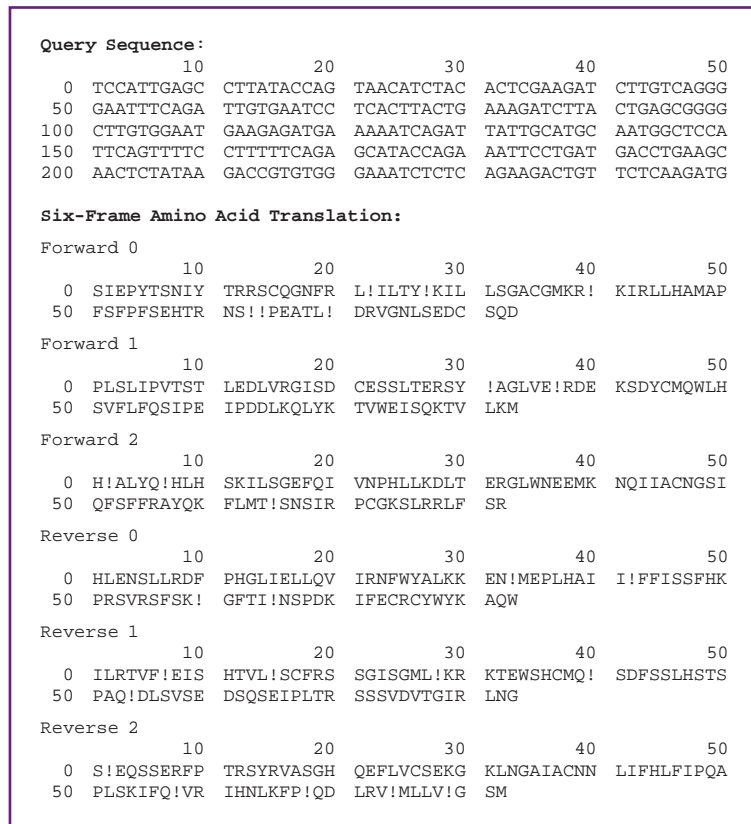 Query Sequence:
10 20 30 40 50
0 TCCATTGAGC CTTATACCAG TAACATCTAC ACTCGAAGAT CTTGTCAGGG
50 GAATTTCAGA TTGTGAATCC TCACTTACTG AAAGATCTTA CTGAGCGGGG
100 CTTGTGGAAT GAAGAGATGA AAAATCAGAT TATTGCATGC AATGGCTCCA
150 TTCAGTTTTC CTTTTTCAGA GCATACCAGA AATTCCTGAT GACCTGAAGC
200 AACTCTATAA GACCGTGTGG GAAATCTCTC AGAAGACTGT TCTCAAGATG
Six-Frame Amino Acid Translation:
Forward 0
10 20 30 40 50
0 SIEPYTSNIY TRRSCQGNFR L!ILTY!KIL LSGACGMKR! KIRLLHAMAP
50 FSFPFSEHTR NS!!PEATL! DRVGNLSEDC SQD
Forward 1
10 20 30 40 50
0 PLSLIPVTST LEDLVRGISD CESSLTERSY !AGLVE!RDE KSDYCMQWLH
50 SVFLFQSIPE IPDDLKQLYK TVWEISQKTV LKM
Forward 2
10 20 30 40 50
0 H!ALYQ!HLH SKILSGEFQI VNPHLLKDLT ERGLWNEEMK NQIIACNGSI
50 QFSFFRAYQK FLMT!SNSIR PCGKSLRRLF SR
Reverse 0
10 20 30 40 50
0 HLENSLLRDF PHGLIELLQV IRNFWYALKK EN!MEPLHAI I!FFISSFHK
50 PRSVRSFSK! GFTI!NSPDK IFECRCYWYK AQW
Reverse 1
10 20 30 40 50
0 ILRTVF!EIS HTVL!SCFRS SGISGML!KR KTEWSHCMQ! SDFSSLHSTS
50 PAQ!DLSVSE DSQSEIPLTR SSSVDVTGIR LNG
Reverse 2
10 20 30 40 50
0 S!EQSSERFP TRSYRVASGH QEFLVCSEKG KLNGAIACNN LIFHLFIPQA
50 PLSKIFQ!VR IHNLKFP!QD LRV!MLLV!G SM